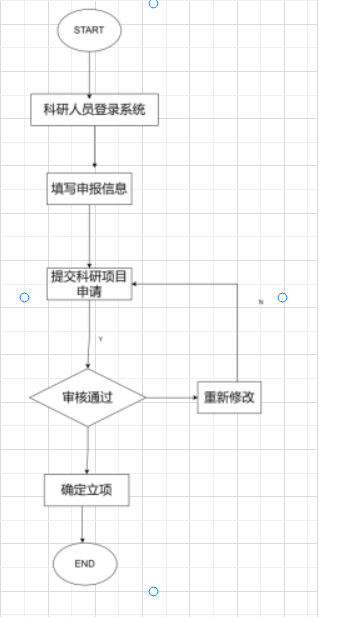 START
科研人员登录系统
填写申报信息
提交科研项目
申请
N
Y
审核通过
重新修改
确定立项
END